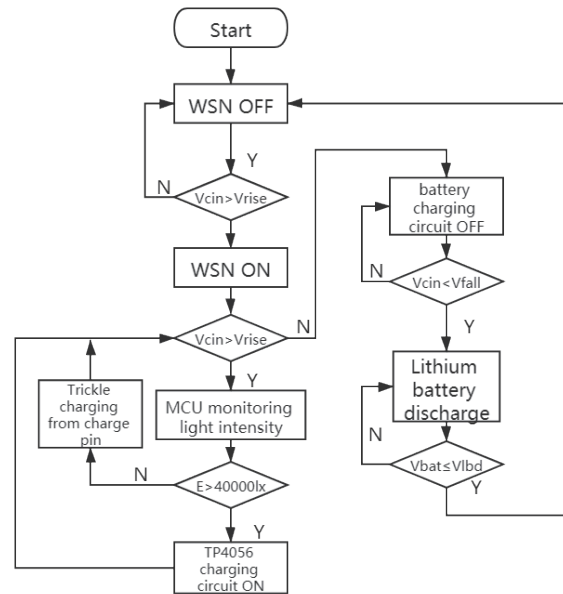 Start
WSN OFF
Y
N
Vcin>Vrise
WSN ON
Vcin>Vrise
N
Y
MCU monitoring
light intensity
Trickle
charging
from charge
pin
N
E>40000lx
Y
TP4056
charging
circuit ON
battery
charging
circuit OFF
N
Vcin<Vfall
Y
Lithium
battery
discharge
N
Vbat≤Vlbd
Y